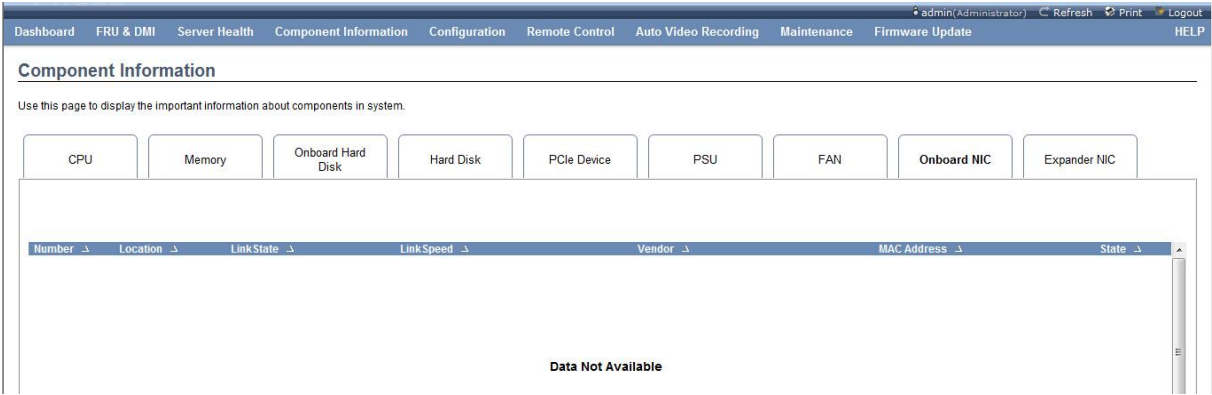 admin(Administrator) Refresh Print Logout
Dashboard FRU & DMI Server Health Component Information Configuration Remote Control Auto Video Recording Maintenance Firmware Update HELP
Component Information
Use this page to display the important information about components in system.
CPU Memory Onboard Hard Disk Hard Disk PCIe Device PSU FAN Onboard NIC Expander NIC
Number Location LinkState LinkSpeed Vendor MAC Address State
Data Not Available